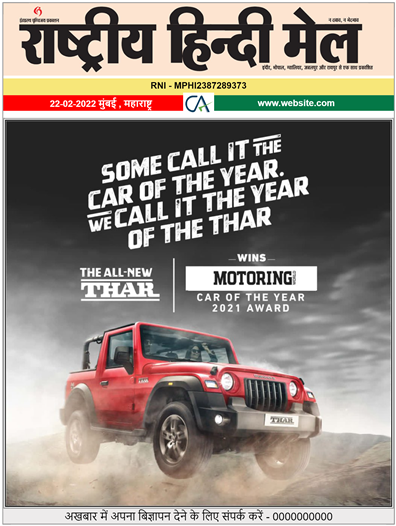 इंडियन यूनिवर्सल प्रकाशन
न दबाव, न भेदभाव
राष्ट्रीय हिन्दी मेल
इंदौर, भोपाल, ग्वालियर, जबलपुर और रायपुर से एक साथ प्रकाशित
RNI - MPHI2387289373
22-02-2022 मुंबई , महाराष्ट्र
CA
www.website.com
SOME CALL IT THE
CAR OF THE YEAR.
WE CALL IT THE YEAR
OF THE THAR
THE ALL-NEW
THAR
WINS
MOTORING
CAR OF THE YEAR
2021 AWARD
THAR
अखबार में अपना बिज्ञापन देने के लिए संपर्क करें - 0000000000